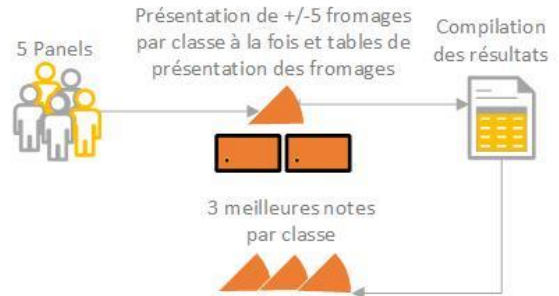 5 Panels
Présentation de +/-5 fromages
par classe à la fois et tables de
présentation des fromages
Compilation
des résultats
3 meilleures notes
par classe